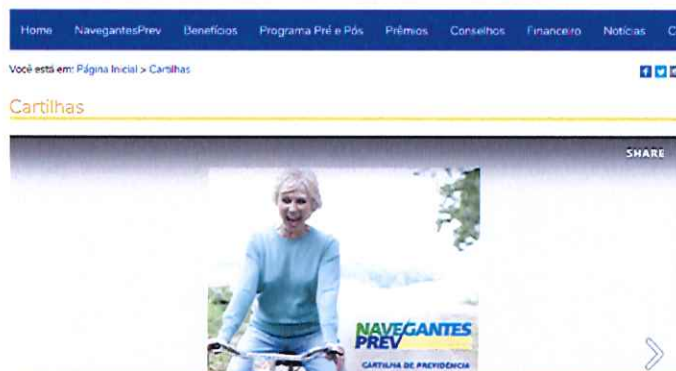 Home NavegantesPrev Benefícios Programa Pré e Pós Prêmios Conselhos Financeiro Notícias C
Você está em: Página Inicial > Cartilhas
Cartilhas
SHARE
NAVEGANTES
PREV
CARTILHA DE PREVIDÊNCIA